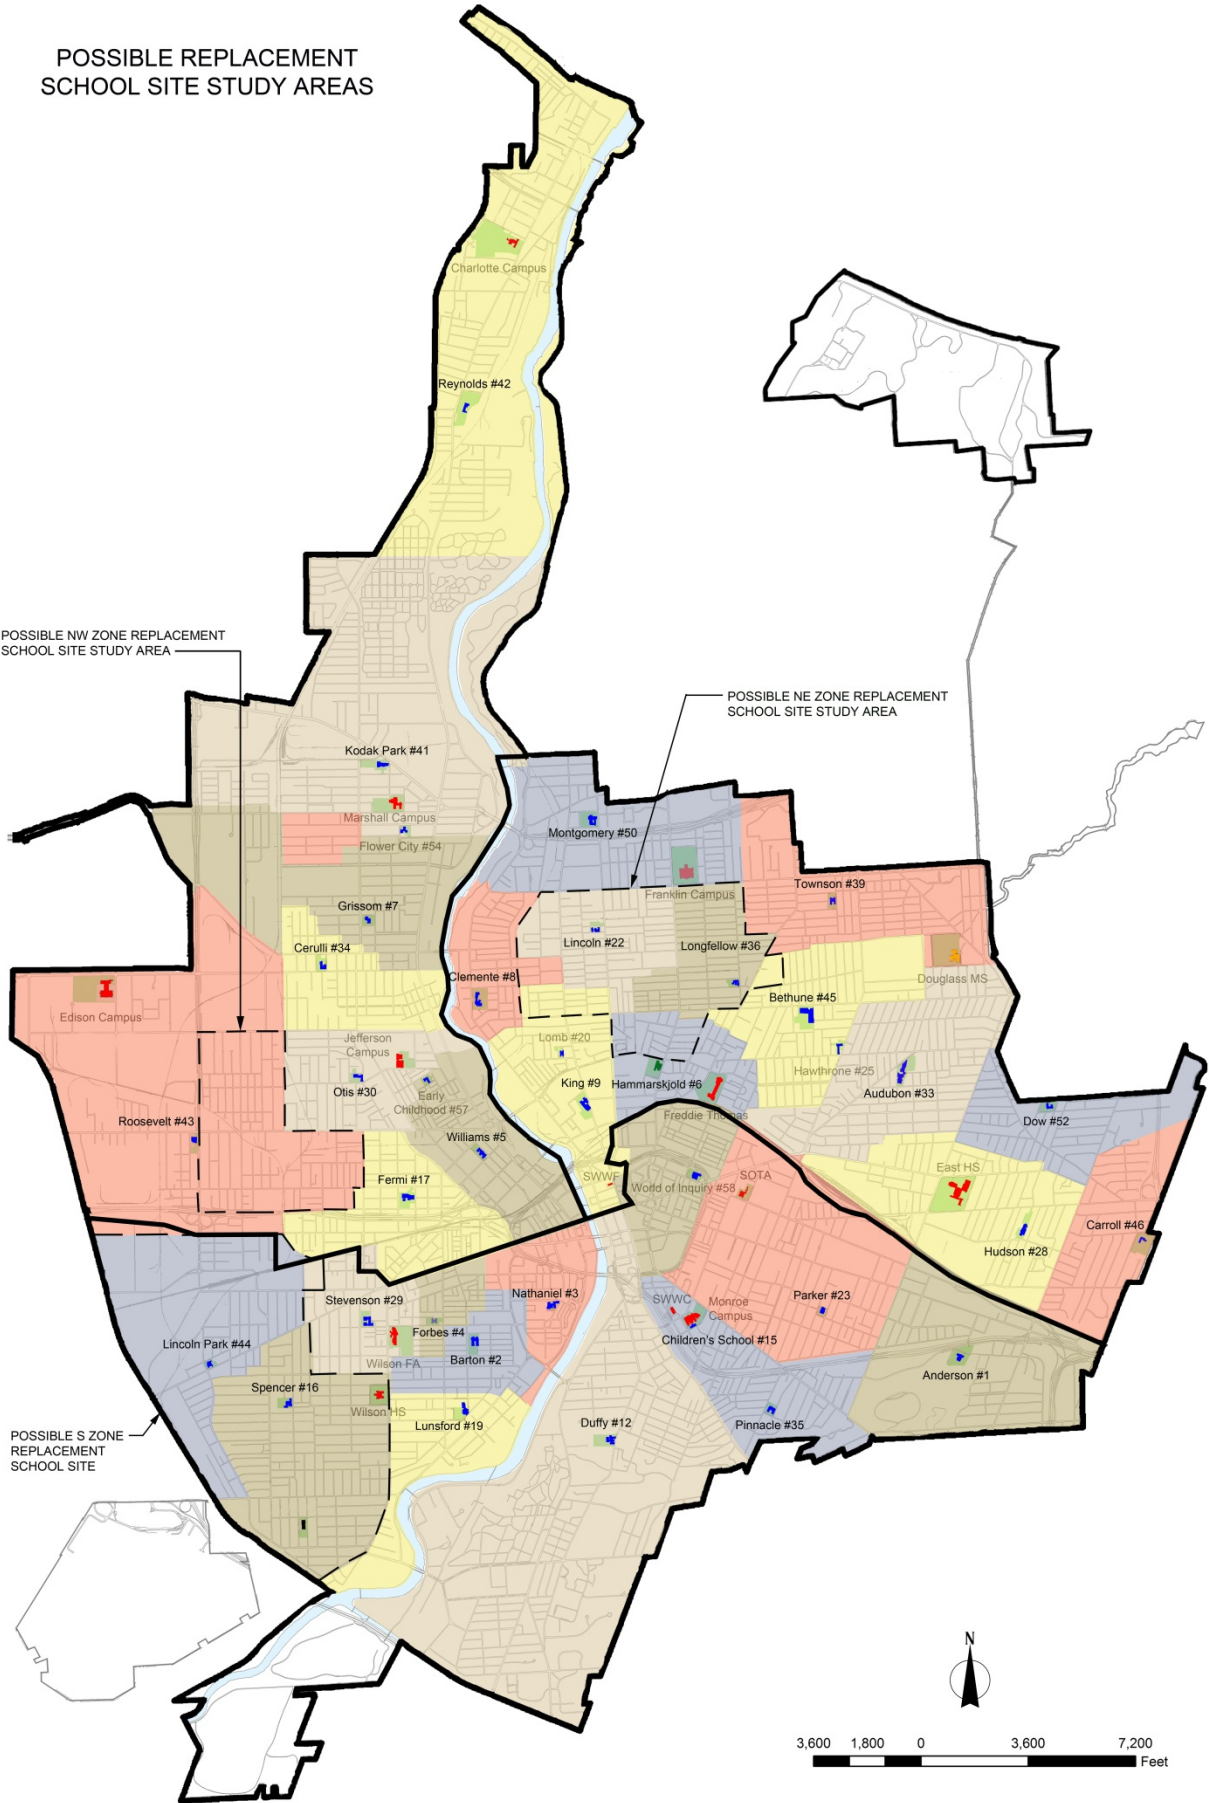 POSSIBLE REPLACEMENT
SCHOOL SITE STUDY AREAS
Charlotte Campus
Reynolds #42
POSSIBLE NW ZONE REPLACEMENT
SCHOOL SITE STUDY AREA
POSSIBLE NE ZONE REPLACEMENT
SCHOOL SITE STUDY AREA
Kodak Park #41
Marshall Campus
Flower City #54
Montgomery #50
Franklin Campus
Townson #39
Grissom #7
Cerulli #34
Lincoln #22
Longfellow #36
Clemente #8
Douglass MS
Edison Campus
Bethune #45
Jefferson
Campus
Lomb #20
Hawthrone #25
Otis #30
Early
Childhood #57
King #9
Hammarskjold #6
Audubon #33
Freddie Thomas
Dow #52
Roosevelt #43
Williams #5
Fermi #17
SWWF
World of Inquiry #58
SOTA
East HS
Carroll #46
Hudson #28
Stevenson #29
Nathaniel #3
SWWC
Monroe
Campus
Parker #23
Forbes #4
Children's School #15
Lincoln Park #44
Wilson FA
Barton #2
Anderson #1
Spencer #16
Wilson HS
Lunsford #19
Duffy #12
Pinnacle #35
POSSIBLE S ZONE
REPLACEMENT
SCHOOL SITE
N
3,600 1,800 0 3,600 7,200
Feet